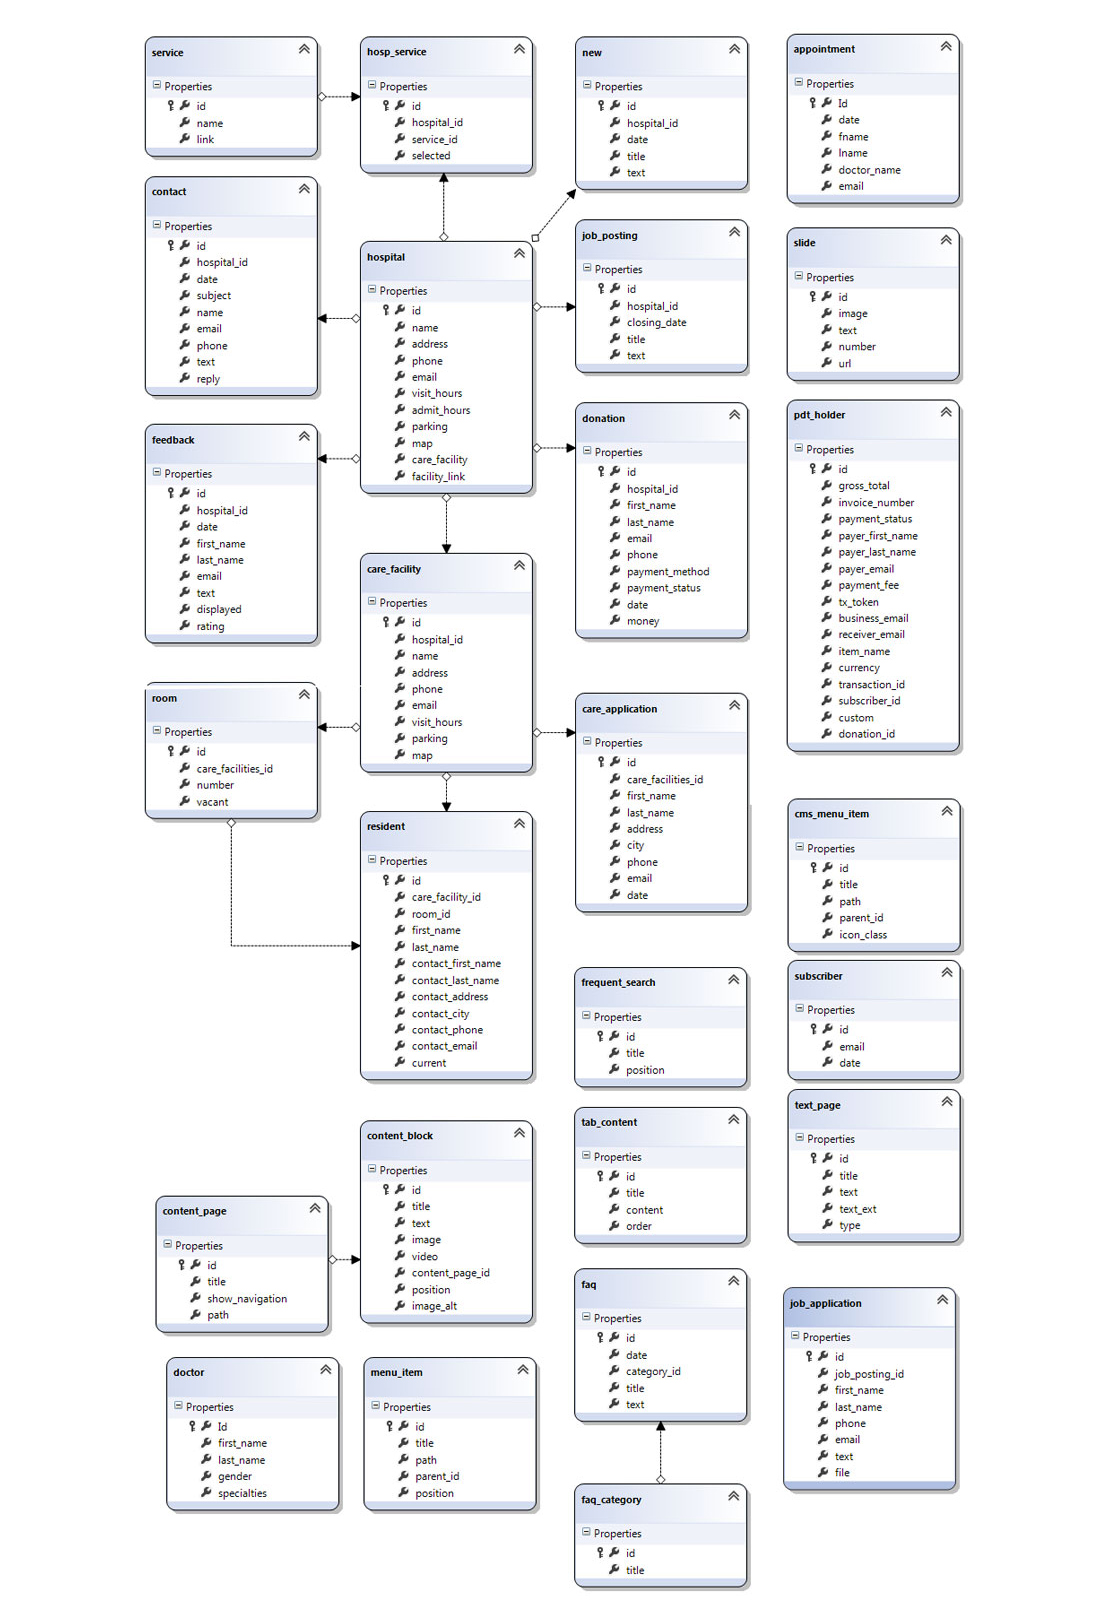 service
Properties
id
name
link
hosp_service
Properties
id
hospital_id
service_id
selected
new
Properties
id
hospital_id
date
title
text
appointment
Properties
Id
date
fname
lname
doctor_name
email
contact
Properties
id
hospital_id
date
subject
name
email
phone
text
reply
hospital
Properties
id
name
address
phone
email
visit_hours
admit_hours
parking
map
care_facility
facility_link
job_posting
Properties
id
hospital_id
closing_date
title
text
slide
Properties
id
image
text
number
url
feedback
Properties
id
hospital_id
date
first_name
last_name
email
text
displayed
rating
donation
Properties
id
hospital_id
first_name
last_name
email
phone
payment_method
payment_status
date
money
pdt_holder
Properties
id
gross_total
invoice_number
payment_status
payer_first_name
payer_last_name
payer_email
payment_fee
tx_token
business_email
receiver_email
item_name
currency
transaction_id
subscriber_id
custom
donation_id
care_facility
Properties
id
hospital_id
name
address
phone
email
visit_hours
parking
map
room
Properties
id
care_facilities_id
number
vacant
care_application
Properties
id
care_facilities_id
first_name
last_name
address
city
phone
email
date
cms_menu_item
Properties
id
title
path
parent_id
icon_class
resident
Properties
id
care_facility_id
room_id
first_name
last_name
contact_first_name
contact_last_name
contact_address
contact_city
contact_phone
contact_email
current
frequent_search
Properties
id
title
position
subscriber
Properties
id
email
date
text_page
Properties
id
title
text
text_ext
type
tab_content
Properties
id
title
content
order
content_block
Properties
id
title
text
image
video
content_page_id
position
image_alt
content_page
Properties
id
title
show_navigation
path
faq
Properties
id
date
category_id
title
text
job_application
Properties
id
job_posting_id
first_name
last_name
phone
email
text
file
doctor
Properties
Id
first_name
last_name
gender
specialties
menu_item
Properties
id
title
path
parent_id
position
faq_category
Properties
id
title